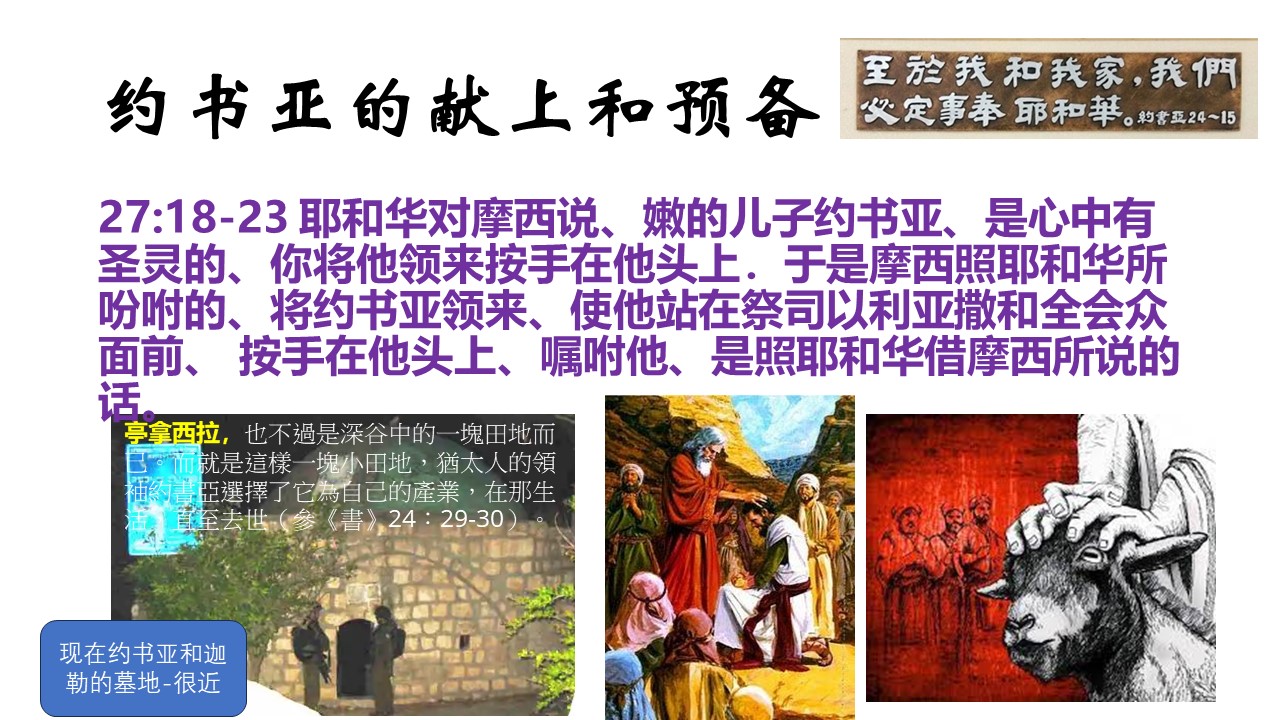 约书亚的献上和预备
至於我和我家，我們
必定事奉耶和華。約書亞24~15
27:18-23 耶和华对摩西说、嫩的儿子约书亚、是心中有
圣灵的、你将他领来按手在他头上．于是摩西照耶和华所
吩咐的、将约书亚领来、使他站在祭司以利亚撒和全会众
面前、 按手在他头上、嘱咐他、是照耶和华借摩西所说的
话。
亭拿西拉，也不過是深谷中的一塊田地而
已。而就是這樣一塊小田地，猶太人的領
袖約書亞選擇了它為自己的產業，在那生
活，直至去世（參《書》24：29-30）。
现在约书亚和迦
勒的墓地-很近